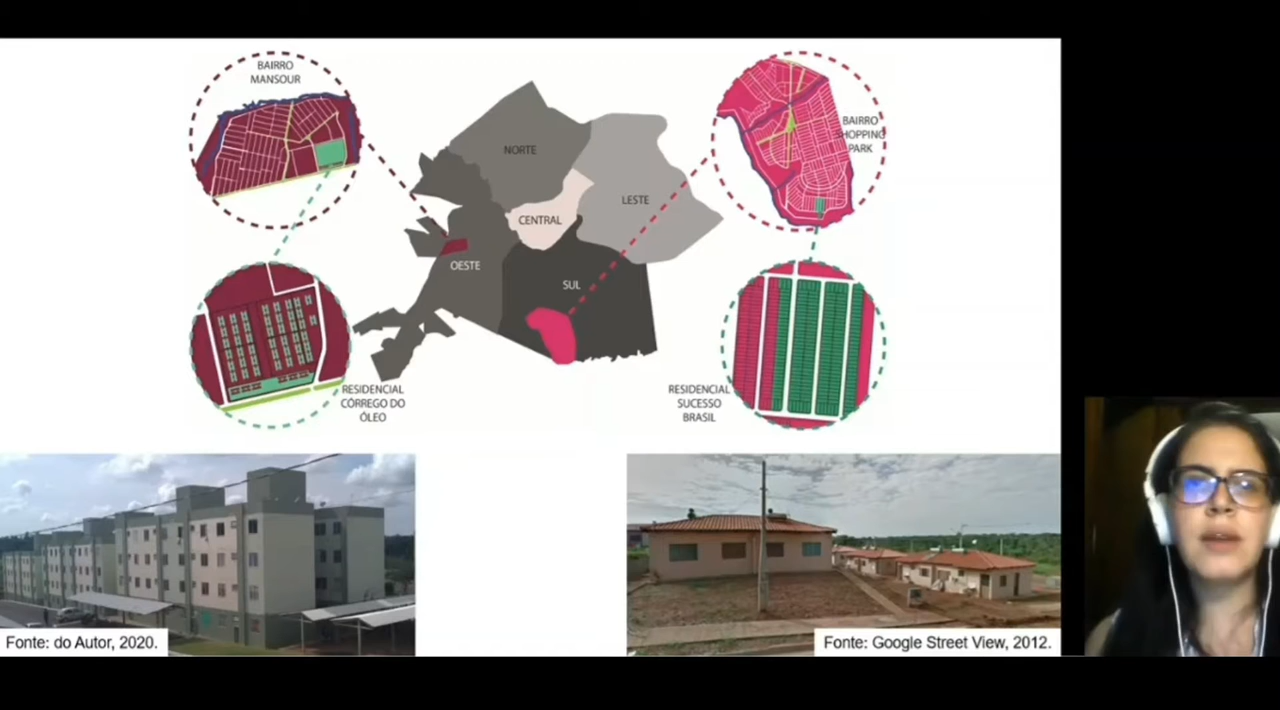 BAIRRO
MANSOUR
NORTE
LESTE
CENTRAL
OESTE
SUL
BAIRRO
SHOPPING
PARK
RESIDENCIAL
CÓRREGO DO
ÓLEO
RESIDENCIAL
SUCESSO
BRASIL
Fonte: do Autor, 2020.
Fonte: Google Street View, 2012.